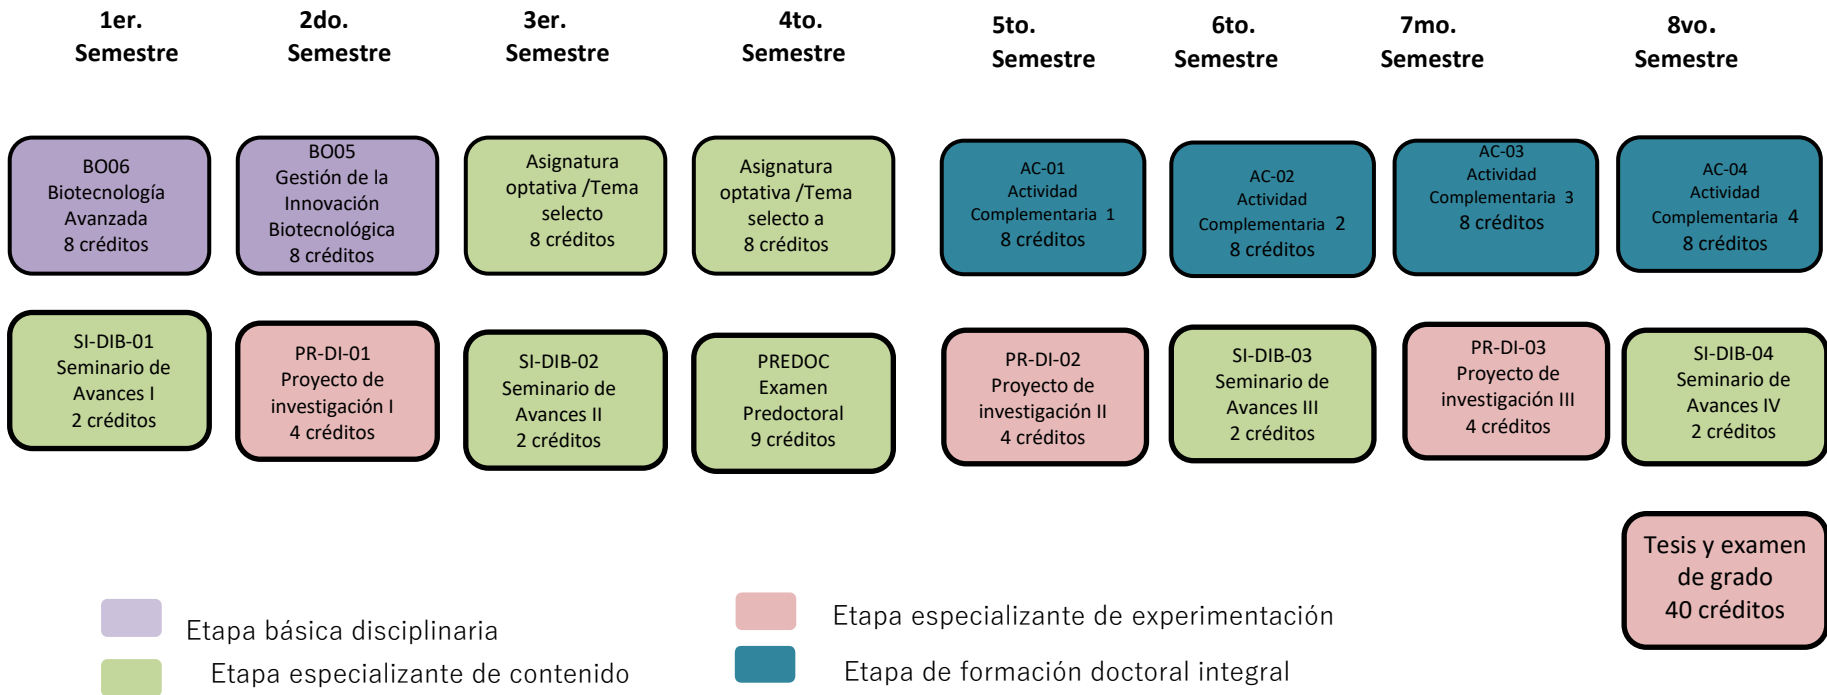 1er.
Semestre
2do.
Semestre
3er.
Semestre
4to.
Semestre
5to.
Semestre
6to.
Semestre
7mo.
Semestre
8vo.
Semestre
BO06
Biotecnología
Avanzada
8 créditos
BO05
Gestión de la
Innovación
Biotecnológica
8 créditos
Asignatura
optativa /Tema
selecto
8 créditos
Asignatura
optativa /Tema
selecto a
8 créditos
AC-01
Actividad
Complementaria 1
8 créditos
AC-02
Actividad
Complementaria 2
8 créditos
AC-03
Actividad
Complementaria 3
8 créditos
AC-04
Actividad
Complementaria 4
8 créditos
SI-DIB-01
Seminario de
Avances I
2 créditos
PR-DI-01
Proyecto de
investigación I
4 créditos
SI-DIB-02
Seminario de
Avances II
2 créditos
PREDOC
Examen
Predoctoral
9 créditos
PR-DI-02
Proyecto de
investigación II
4 créditos
SI-DIB-03
Seminario de
Avances III
2 créditos
PR-DI-03
Proyecto de
investigación III
4 créditos
SI-DIB-04
Seminario de
Avances IV
2 créditos
Tesis y examen
de grado
40 créditos
Etapa básica disciplinaria
Etapa especializante de contenido
Etapa especializante de experimentación
Etapa de formación doctoral integral